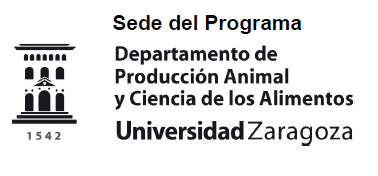 Sede del Programa
Departamento de
Producción Animal
y Ciencia de los Alimentos
1542
Universidad Zaragoza